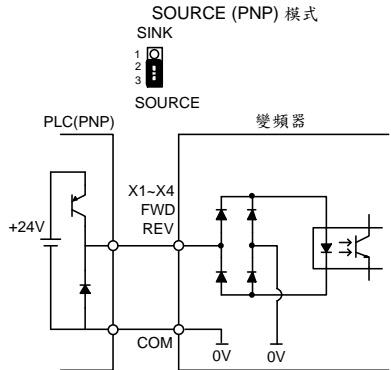 SOURCE (PNP) 模式
SINK
1
2
3
SOURCE
PLC(PNP)
變頻器
X1~X4
FWD
REV
+24V
COM
0V
0V